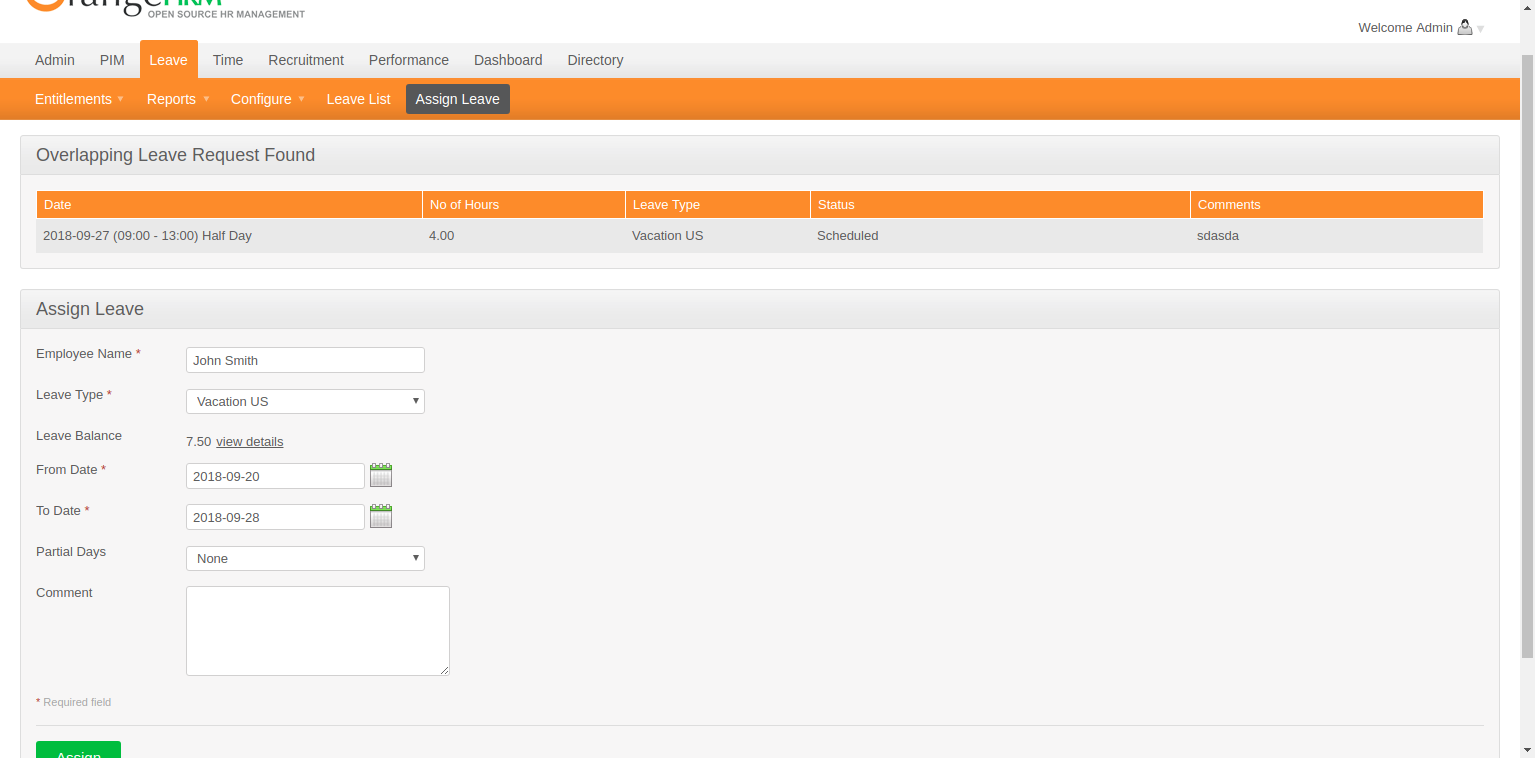 OrangeHRM
OPEN SOURCE HR MANAGEMENT
Welcome Admin
Admin PIM Leave Time Recruitment Performance Dashboard Directory
Entitlements Reports Configure Leave List Assign Leave
Overlapping Leave Request Found
Date No of Hours Leave Type Status Comments
2018-09-27 (09:00 - 13:00) Half Day 4.00 Vacation US Scheduled sdasda
Assign Leave
Employee Name * John Smith
Leave Type * Vacation US
Leave Balance 7.50 view details
From Date * 2018-09-20
To Date * 2018-09-28
Partial Days None
Comment
* Required field
Assign